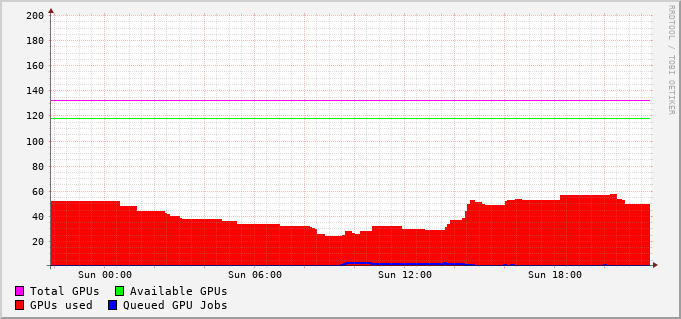 200
180
160
140
120
100
80
60
40
20
Sun 00:00 Sun 06:00 Sun 12:00 Sun 18:00
Total GPUs Available GPUs
GPUs used Queued GPU Jobs
RRDTOOL / TOBI OETIKER